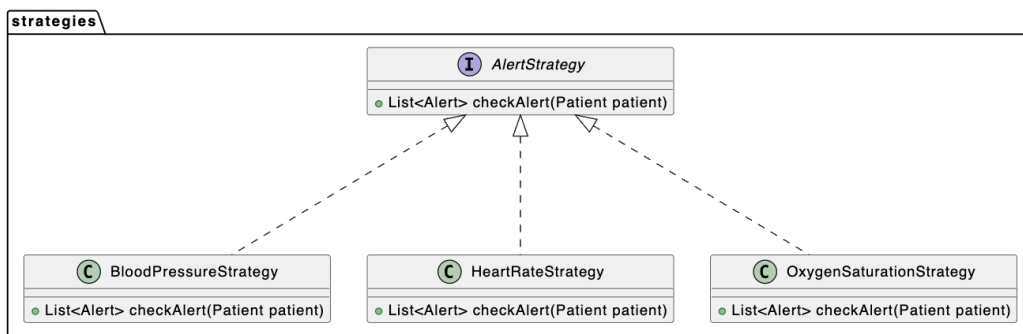 strategies
I AlertStrategy
List<Alert> checkAlert(Patient patient)
C BloodPressureStrategy
List<Alert> checkAlert(Patient patient)
C HeartRateStrategy
List<Alert> checkAlert(Patient patient)
C OxygenSaturationStrategy
List<Alert> checkAlert(Patient patient)